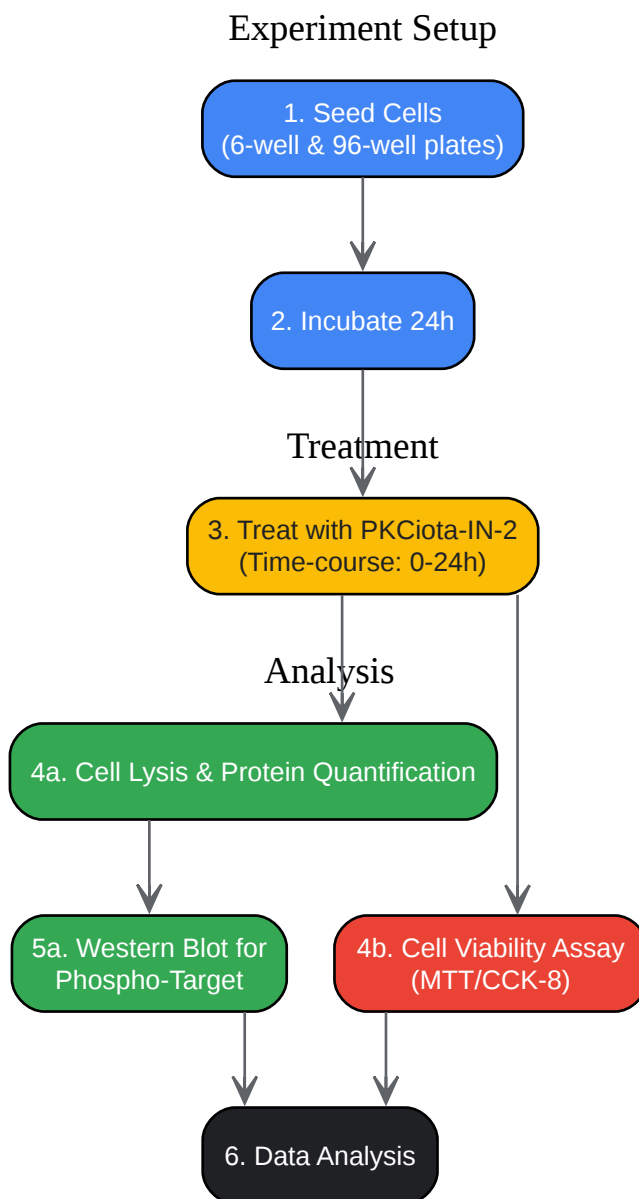 Experiment Setup
1. Seed Cells
(6-well & 96-well plates)
2. Incubate 24h
Treatment
3. Treat with PKCiota-IN-2
(Time-course: 0-24h)
Analysis
4a. Cell Lysis & Protein Quantification
5a. Western Blot for
Phospho-Target
4b. Cell Viability Assay
(MTT/CCK-8)
6. Data Analysis